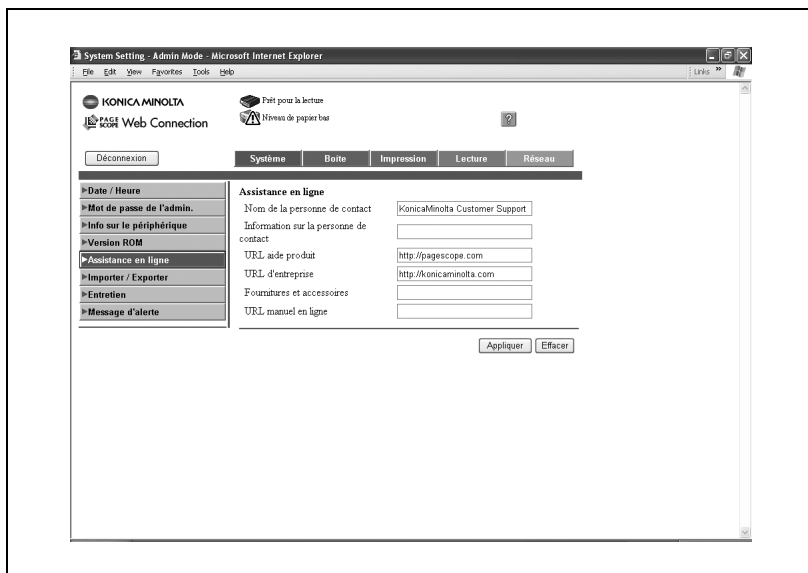 System Setting - Admin Mode - Microsoft Internet Explorer
File Edit View Favorites Tools Help
Links »
KONICA MINOLTA
PAGE SCOPE Web Connection
Prêt pour la lecture
Niveau de papier bas
?
Déconnexion
Système Boite Impression Lecture Réseau
Date / Heure
Mot de passe de l'admin.
Info sur le périphérique
Version ROM
Assistance en ligne
Importer / Exporter
Entretien
Message d'alerte
Assistance en ligne
Nom de la personne de contact KonicaMinolta Customer Support
Information sur la personne de
contact
URL aide produit http://pagescope.com
URL d'entreprise http://konicaminolta.com
Fournitures et accessoires
URL manuel en ligne
Appliquer Effacer